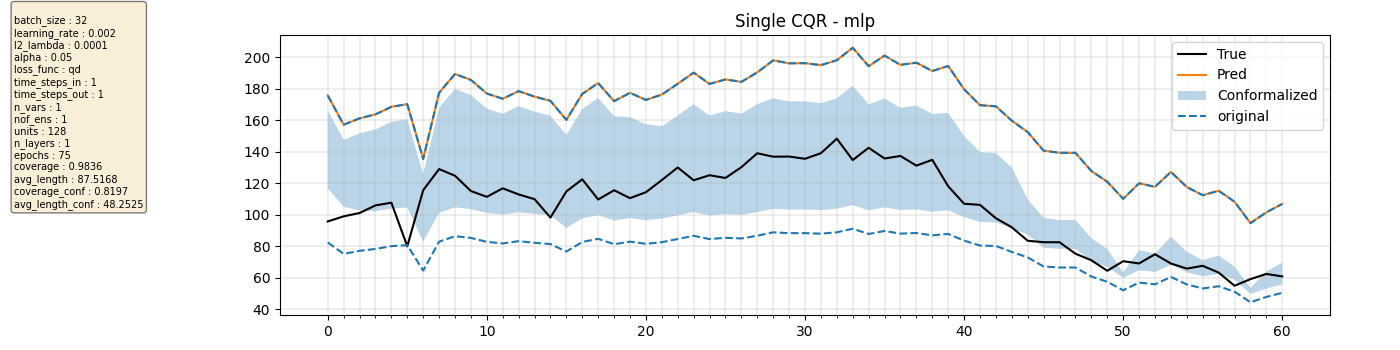 batch_size : 32
learning_rate : 0.002
l2_lambda : 0.0001
alpha : 0.05
loss_func : qd
time_steps_in : 1
time_steps_out : 1
n_vars : 1
nof_ens : 1
units : 128
n_layers : 1
epochs : 75
coverage : 0.9836
avg_length : 87.5168
coverage_conf : 0.8197
avg_length_conf : 48.2525
Single CQR - mlp
200
180
160
140
120
100
80
60
40
True
Pred
Conformalized
original
0 10 20 30 40 50 60